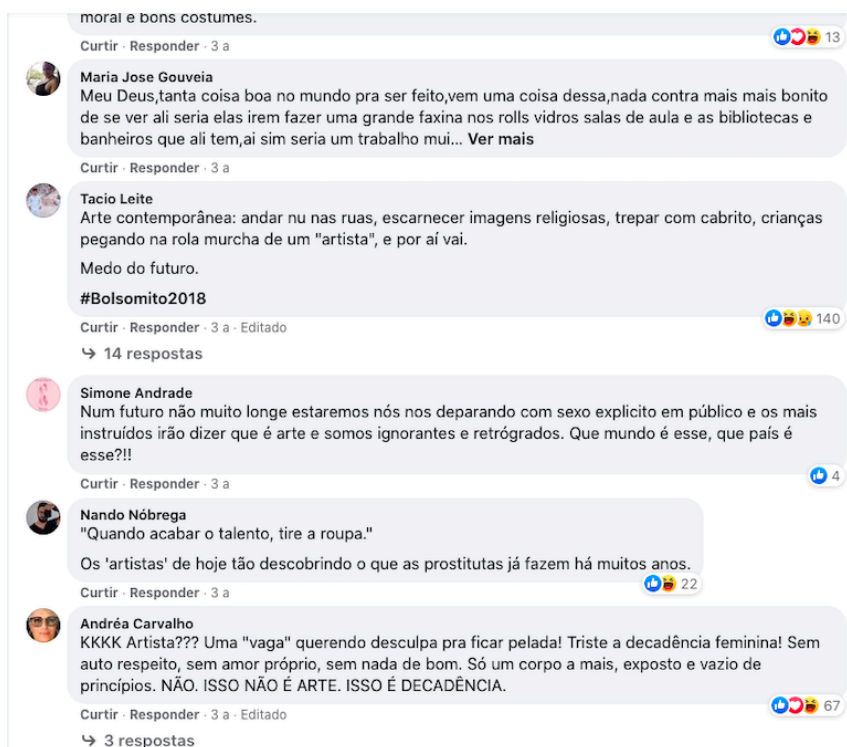 moral e bons costumes.
Curtir · Responder · 3 a
13
Maria Jose Gouveia
Meu Deus,tanta coisa boa no mundo pra ser feito,vem uma coisa dessa,nada contra mais mais bonito
de se ver ali seria elas irem fazer uma grande faxina nos rolls vidros salas de aula e as bibliotecas e
banheiros que ali tem,ai sim seria um trabalho mui... Ver mais
Curtir · Responder · 3 a
Tacio Leite
Arte contemporânea: andar nu nas ruas, escarnecer imagens religiosas, trepar com cabrito, crianças
pegando na rola murcha de um "artista", e por aí vai.
Medo do futuro.
#Bolsomito2018
140
Curtir · Responder · 3 a · Editado
14 respostas
Simone Andrade
Num futuro não muito longe estaremos nós nos deparando com sexo explicito em público e os mais
instruídos irão dizer que é arte e somos ignorantes e retrógrados. Que mundo é esse, que país é
esse?!!
4
Curtir · Responder · 3 a
Nando Nóbrega
"Quando acabar o talento, tire a roupa."
Os 'artistas' de hoje tão descobrindo o que as prostitutas já fazem há muitos anos.
22
Curtir · Responder · 3 a
Andréa Carvalho
KKKK Artista??? Uma "vaga" querendo desculpa pra ficar pelada! Triste a decadência feminina! Sem
auto respeito, sem amor próprio, sem nada de bom. Só um corpo a mais, exposto e vazio de
princípios. NÃO. ISSO NÃO É ARTE. ISSO É DECADÊNCIA.
67
Curtir · Responder · 3 a · Editado
3 respostas